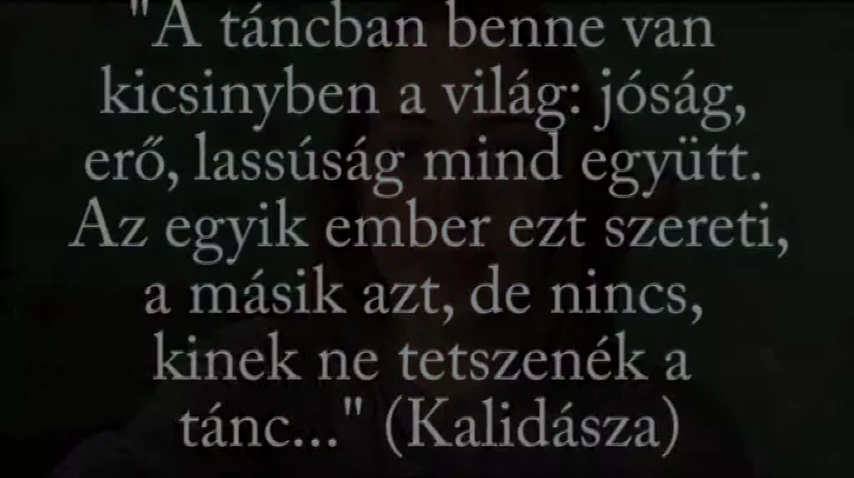 "A táncban benne van
kicsinyben a világ: jóság,
erő, lassúság mind együtt.
Az egyik ember ezt szereti,
a másik azt, de nincs,
kinek ne tetszenék a
tánc..." (Kalidásza)